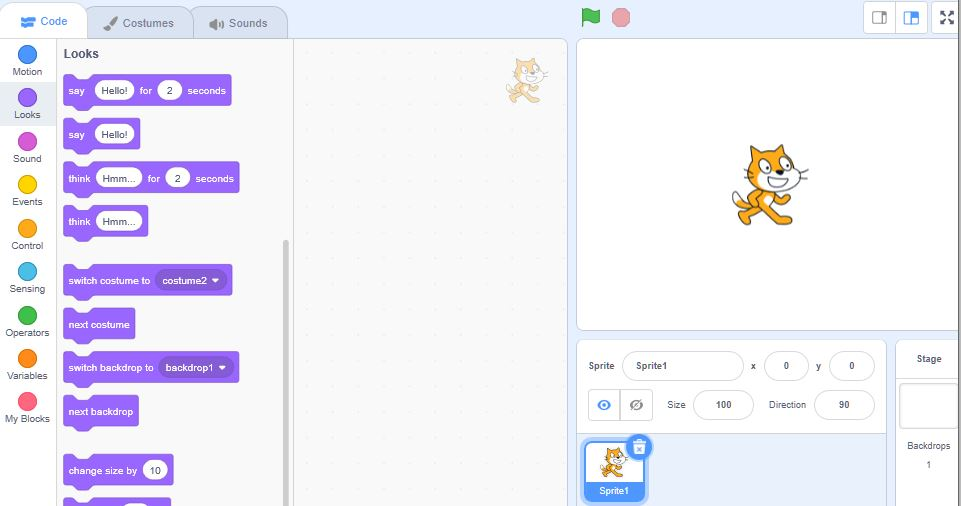 Code Costumes Sounds
Motion
Looks
Sound
Events
Control
Sensing
Operators
Variables
My Blocks
Looks
say Hello! for 2 seconds
say Hello!
think Hmm... for 2 seconds
think Hmm...
switch costume to costume2
next costume
switch backdrop to backdrop1
next backdrop
change size by 10
Sprite Sprite1 x 0 y 0
Size 100 Direction 90
Sprite1
Stage
Backdrops
1